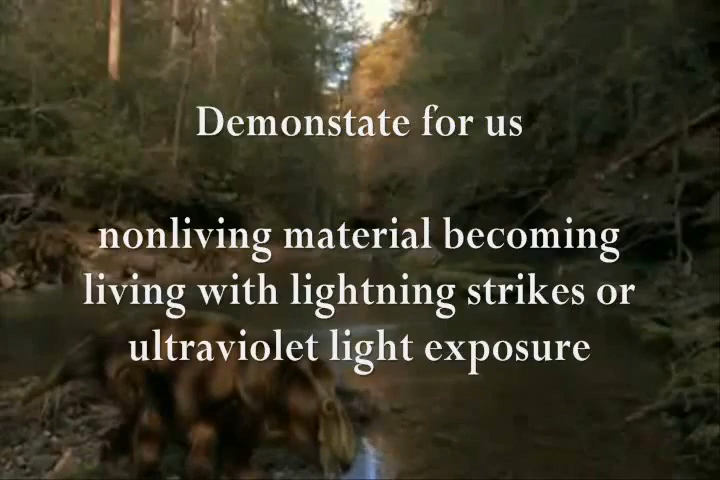 Demonstate for us
nonliving material becoming
living with lightning strikes or
ultraviolet light exposure